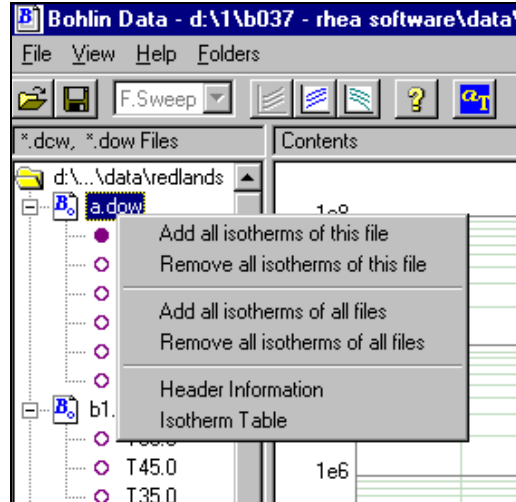 Bohlin Data - d:\1\b037 - rhea software\data\
File View Help Folders
F.Sweep
? aT
*.dcw, *.dow Files Contents
d:\...\data\redlands
a.dow
1e8
Add all isotherms of this file
Remove all isotherms of this file
Add all isotherms of all files
Remove all isotherms of all files
Header Information
Isotherm Table
b1.
T45.0
1e6
T35.0